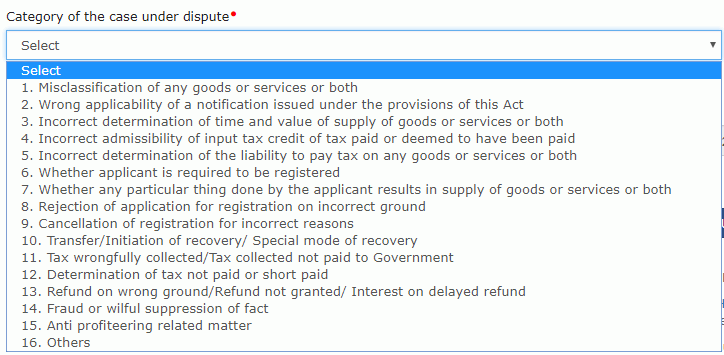 Category of the case under dispute•
Select
Select
1. Misclassification of any goods or services or both
2. Wrong applicability of a notification issued under the provisions of this Act
3. Incorrect determination of time and value of supply of goods or services or both
4. Incorrect admissibility of input tax credit of tax paid or deemed to have been paid
5. Incorrect determination of the liability to pay tax on any goods or services or both
6. Whether applicant is required to be registered
7. Whether any particular thing done by the applicant results in supply of goods or services or both
8. Rejection of application for registration on incorrect ground
9. Cancellation of registration for incorrect reasons
10. Transfer/Initiation of recovery/ Special mode of recovery
11. Tax wrongfully collected/Tax collected not paid to Government
12. Determination of tax not paid or short paid
13. Refund on wrong ground/Refund not granted/ Interest on delayed refund
14. Fraud or wilful suppression of fact
15. Anti profiteering related matter
16. Others